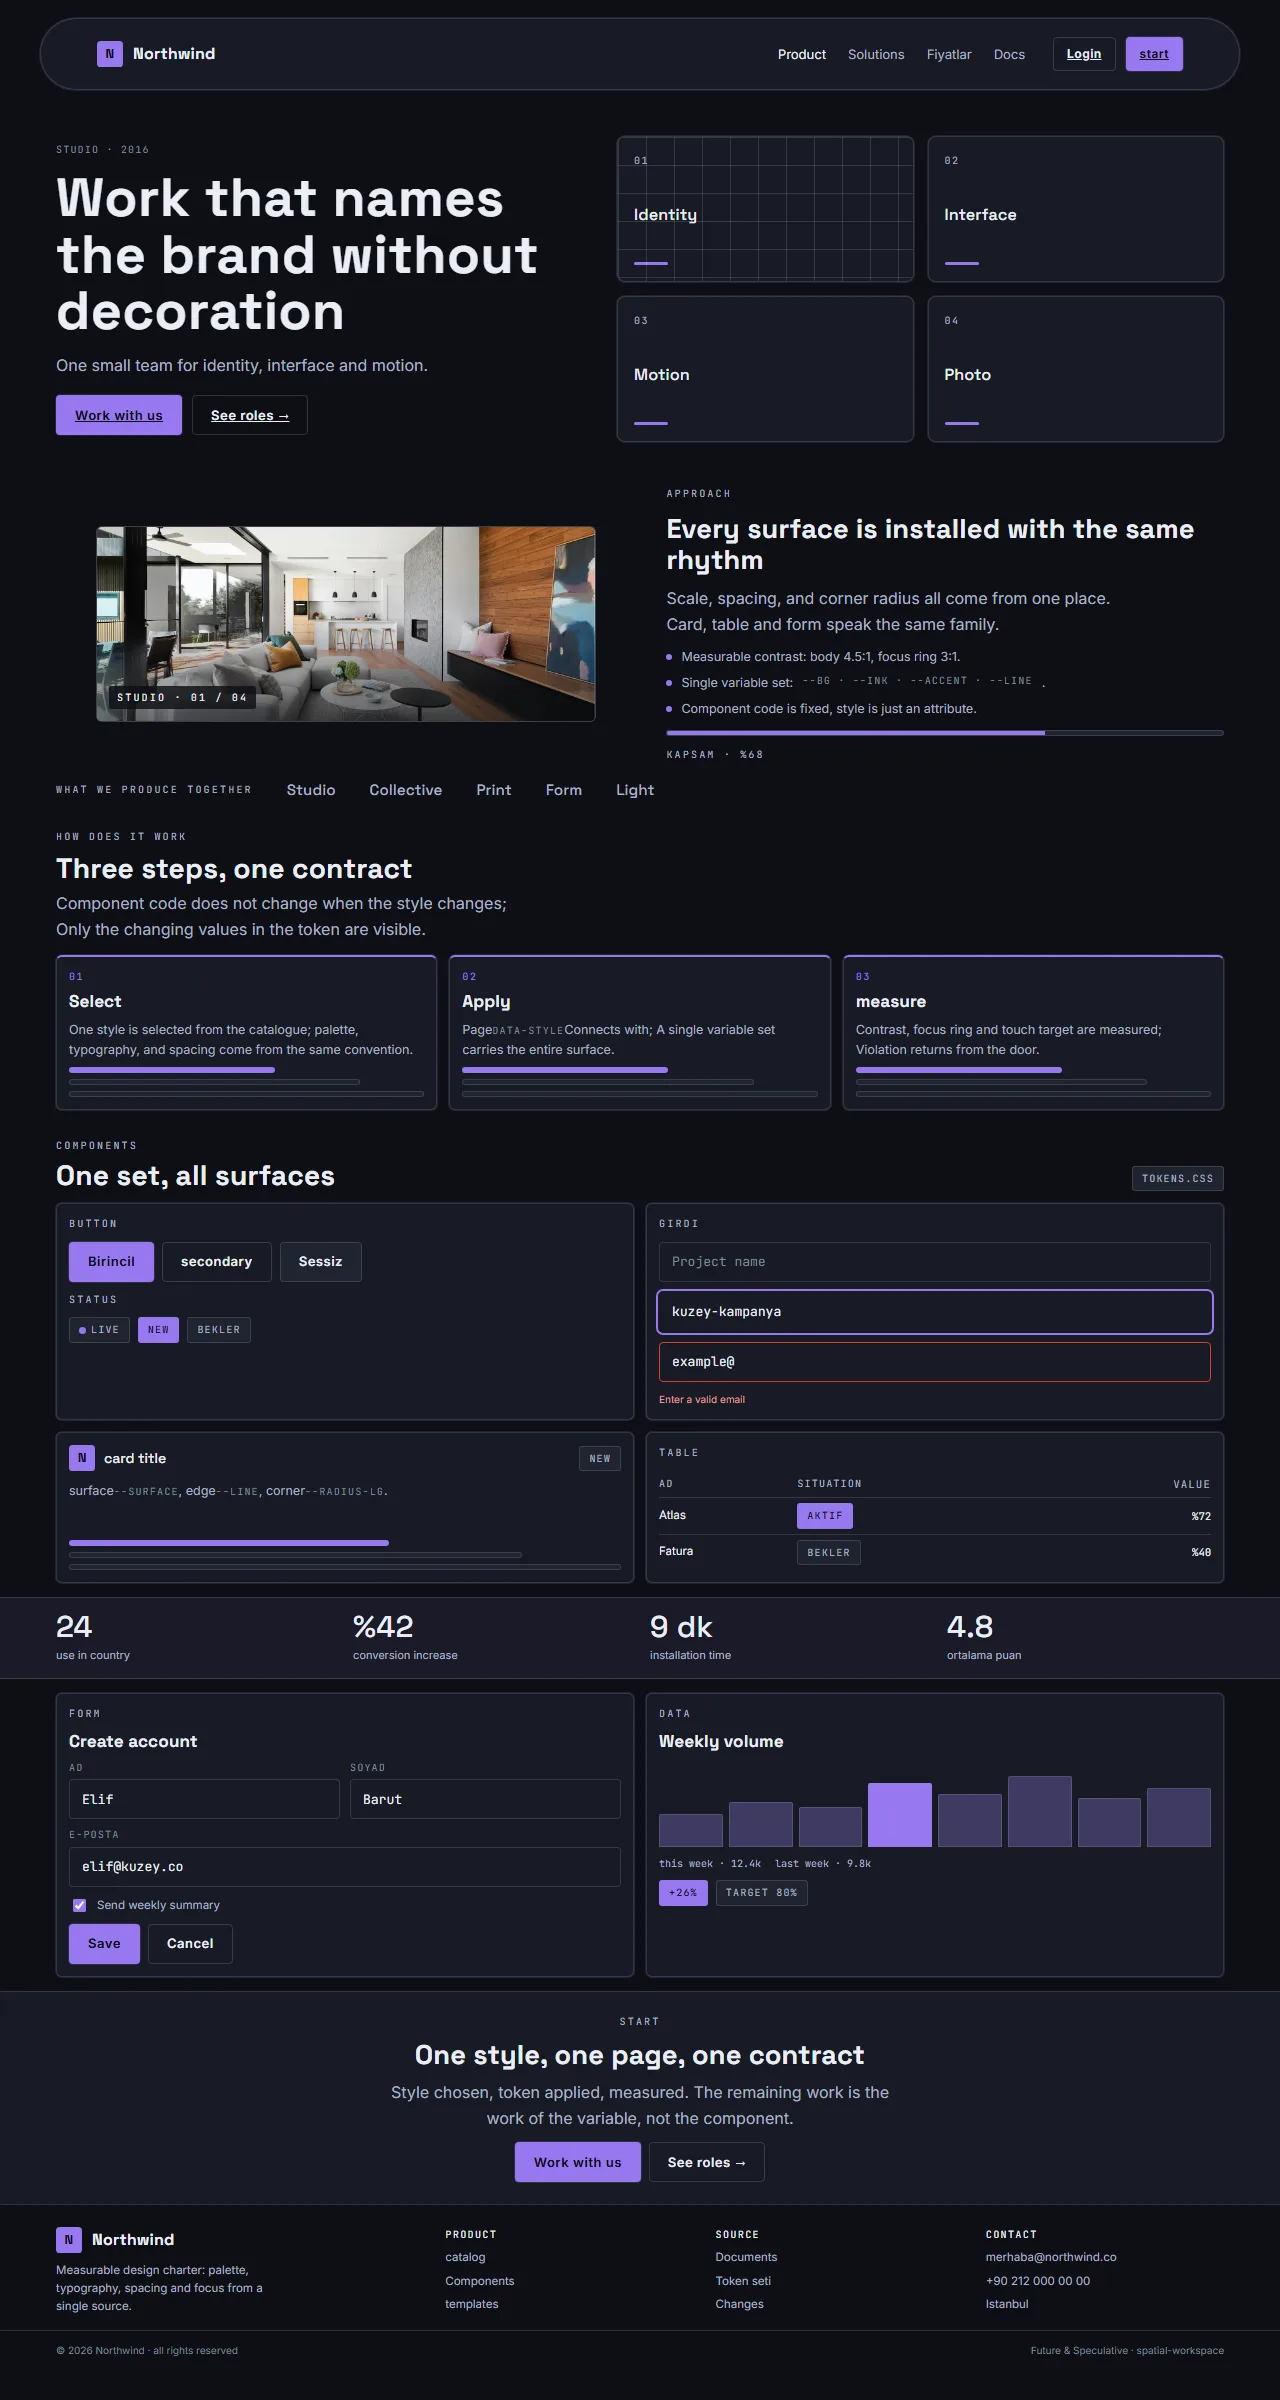 N Northwind
Product Solutions Fiyatlar Docs Login start
STUDIO · 2016
Work that names
the brand without
decoration
One small team for identity, interface and motion.
Work with us See roles →
01
Identity
02
Interface
03
Motion
04
Photo
STUDIO · 01 / 04
APPROACH
Every surface is installed with the same
rhythm
Scale, spacing, and corner radius all come from one place.
Card, table and form speak the same family.
Measurable contrast: body 4.5:1, focus ring 3:1.
Single variable set: --BG · --INK · --ACCENT · --LINE .
Component code is fixed, style is just an attribute.
KAPSAM · %68
WHAT WE PRODUCE TOGETHER Studio Collective Print Form Light
HOW DOES IT WORK
Three steps, one contract
Component code does not change when the style changes;
Only the changing values in the token are visible.
01
Select
One style is selected from the catalogue; palette,
typography, and spacing come from the same convention.
02
Apply
PageDATA-STYLEConnects with; A single variable set
carries the entire surface.
03
measure
Contrast, focus ring and touch target are measured;
Violation returns from the door.
COMPONENTS
One set, all surfaces
TOKENS.CSS
BUTTON
Birincil secondary Sessiz
STATUS
LIVE NEW BEKLER
GIRDI
Project name
kuzey-kampanya
example@
Enter a valid email
N card title NEW
surface--SURFACE, edge--LINE, corner--RADIUS-LG.
TABLE
AD SITUATION VALUE
Atlas AKTIF %72
Fatura BEKLER %40
24
use in country
%42
conversion increase
9 dk
installation time
4.8
ortalama puan
FORM
Create account
AD SOYAD
Elif Barut
E-POSTA
elif@kuzey.co
Send weekly summary
Save Cancel
DATA
Weekly volume
this week · 12.4k last week · 9.8k
+26% TARGET 80%
START
One style, one page, one contract
Style chosen, token applied, measured. The remaining work is the
work of the variable, not the component.
Work with us See roles →
N Northwind
Measurable design charter: palette,
typography, spacing and focus from a
single source.
PRODUCT
catalog
Components
templates
SOURCE
Documents
Token seti
Changes
CONTACT
merhaba@northwind.co
+90 212 000 00 00
Istanbul
© 2026 Northwind · all rights reserved
Future & Speculative · spatial-workspace